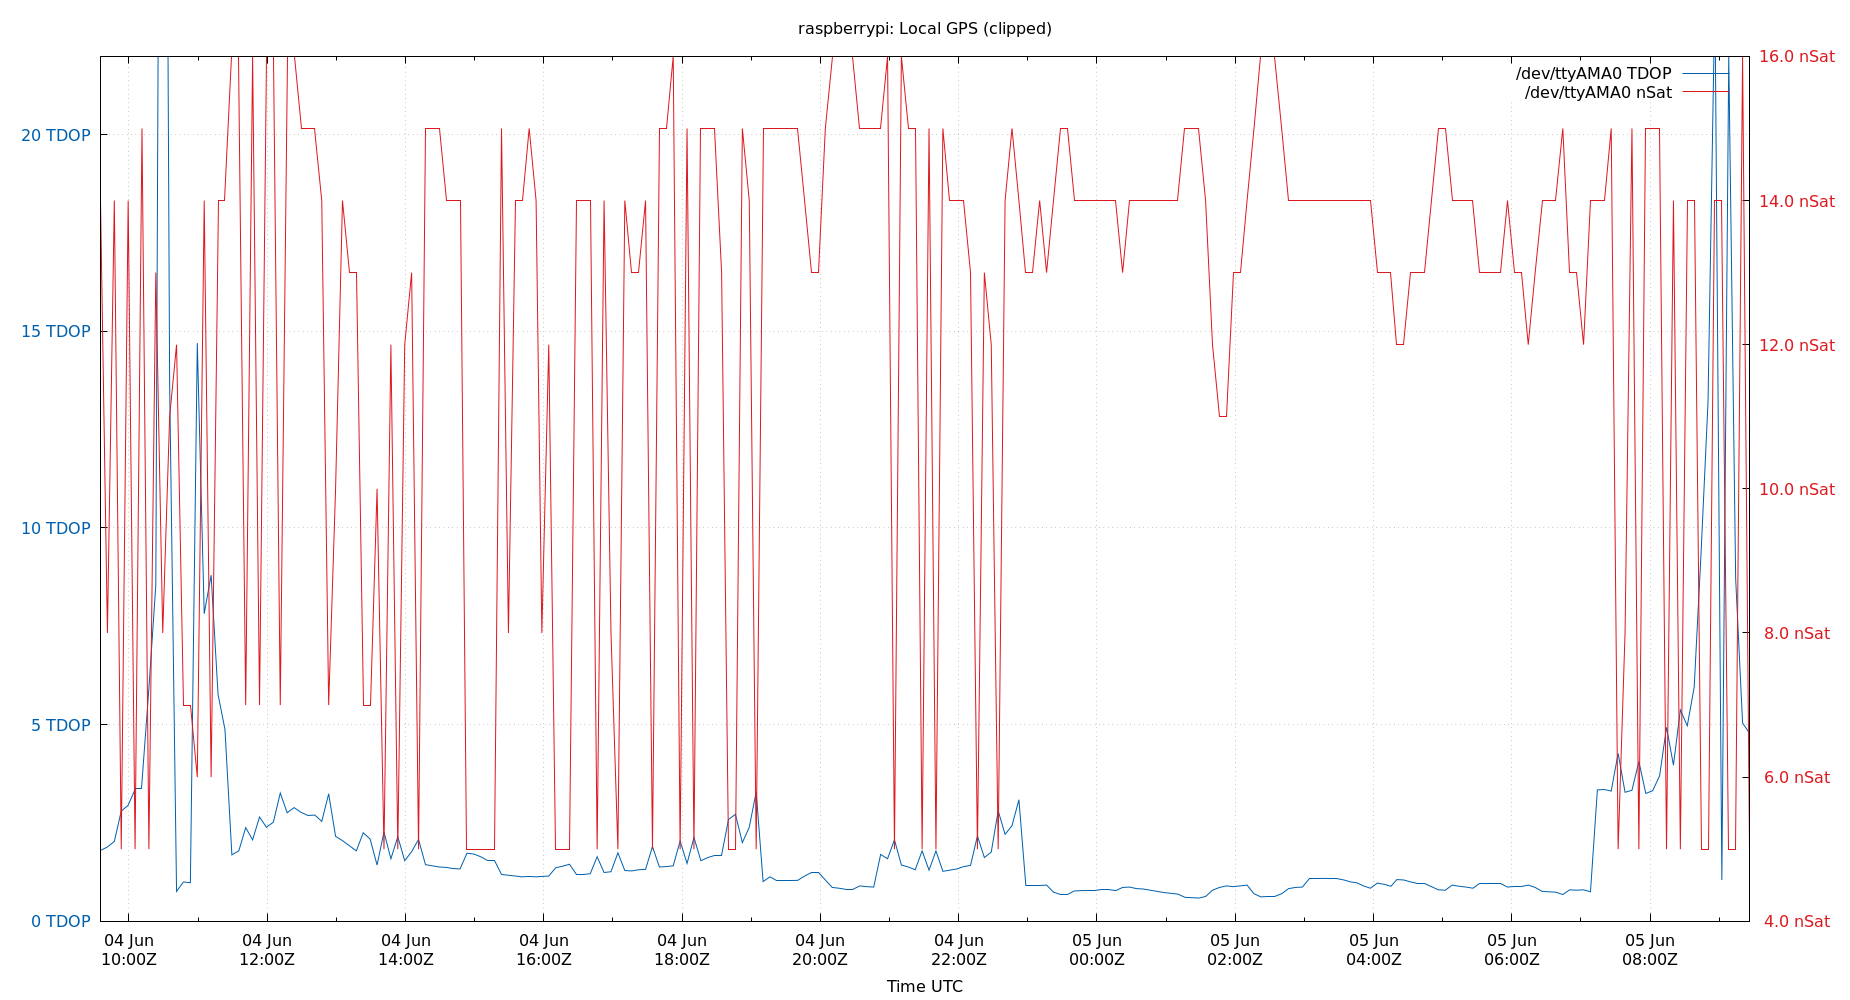 raspberrypi: Local GPS (clipped)
16.0 nSat
/dev/ttyAMA0 TDOP
/dev/ttyAMA0 nSat
20 TDOP
14.0 nSat
15 TDOP
12.0 nSat
10.0 nSat
10 TDOP
8.0 nSat
5 TDOP
6.0 nSat
0 TDOP
4.0 nSat
04 Jun 04 Jun 04 Jun 04 Jun 04 Jun 04 Jun 04 Jun 05 Jun 05 Jun 05 Jun 05 Jun 05 Jun
10:00Z 12:00Z 14:00Z 16:00Z 18:00Z 20:00Z 22:00Z 00:00Z 02:00Z 04:00Z 06:00Z 08:00Z
Time UTC